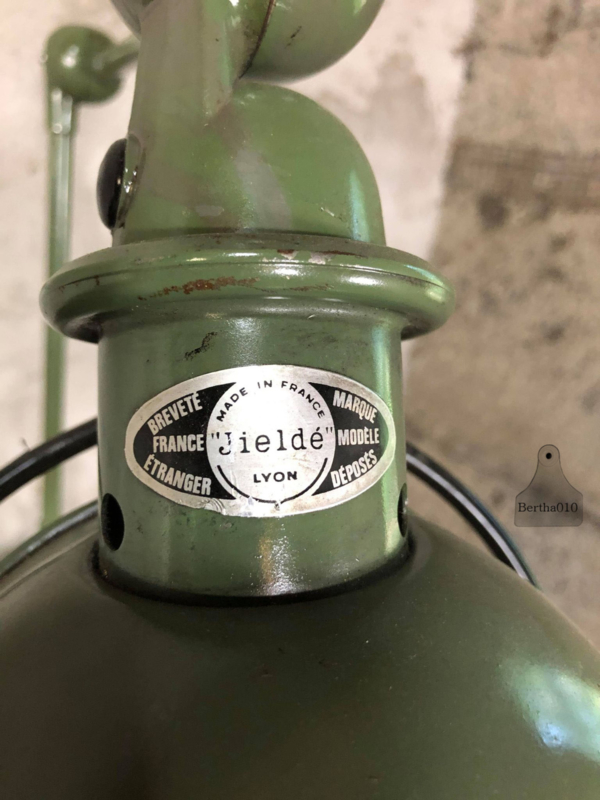 BREVETÉ
FRANCE
ÉTRANGER
MADE IN FRANCE
"Jieldé"
LYON
MARQUE
MODÈLE
DÉPOSÉS
Bertha010